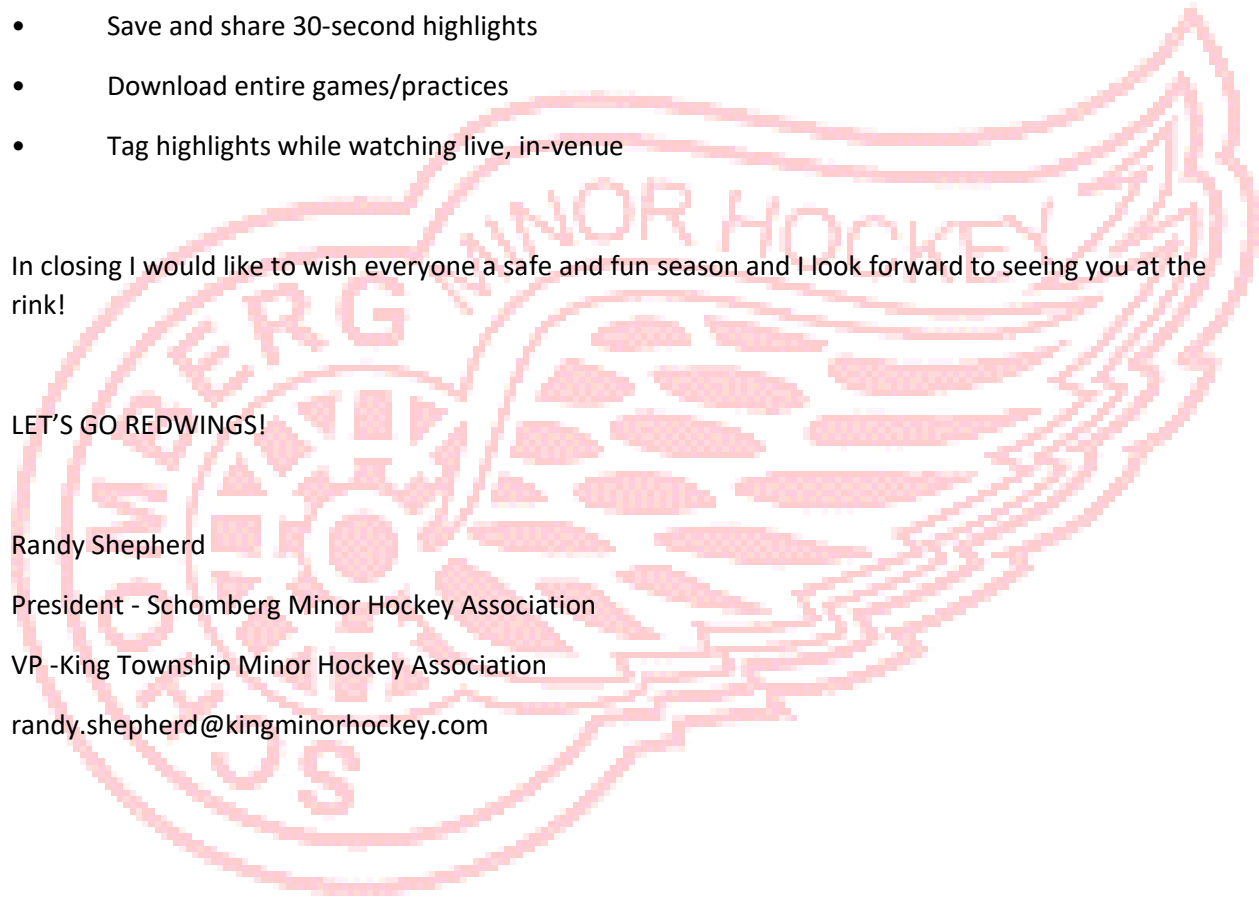 • Save and share 30-second highlights
• Download entire games/practices
• Tag highlights while watching live, in-venue
MINOR HOCKEY
SCHOMBERG
In closing I would like to wish everyone a safe and fun season and I look forward to seeing you at the
rink!
LET’S GO REDWINGS!
Randy Shepherd
President - Schomberg Minor Hockey Association
VP -King Township Minor Hockey Association
randy.shepherd@kingminorhockey.com